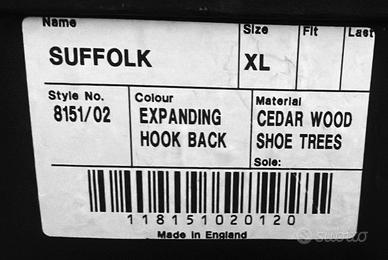 Name Size Fit Last
SUFFOLK XL
Style No. Colour Material
8151/02 EXPANDING CEDAR WOOD
HOOK BACK SHOE TREES
Sole:
118151020120
Made in England
subito